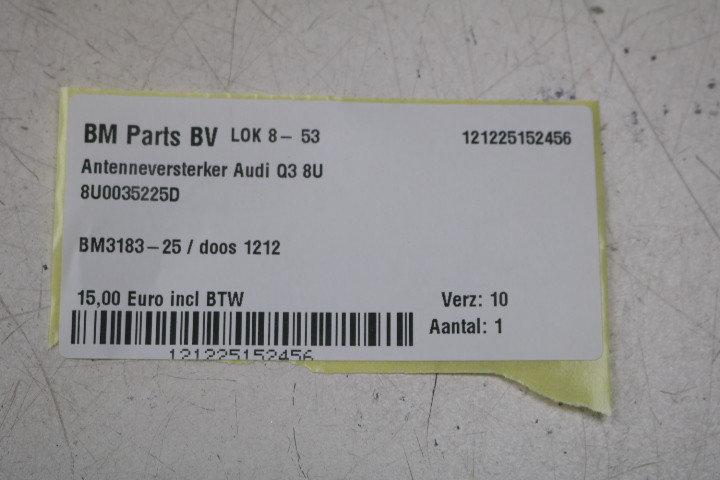 BM Parts BV LOK 8- 53 121225152456
Antenneversterker Audi Q3 8U
8U0035225D
BM3183-25 / doos 1212
15,00 Euro incl BTW Verz: 10
Aantal: 1
121225152456